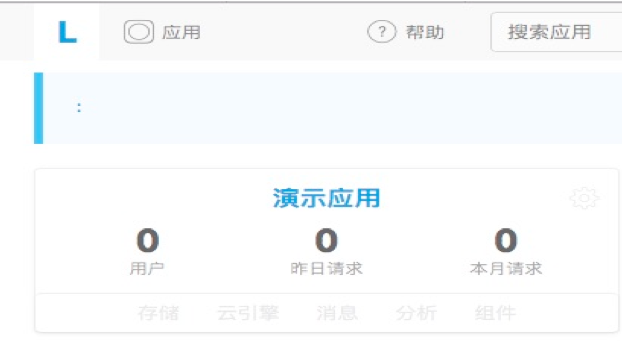 L 应用 ? 帮助 搜索应用
:
演示应用
0 0 0
用户 昨日请求 本月请求
存储 云引擎 消息 分析 组件